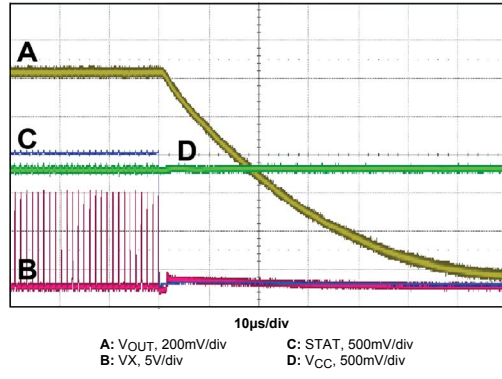 A
C
D
B
10µs/div
A: VOUT, 200mV/div
B: VX, 5V/div
C: STAT, 500mV/div
D: VCC, 500mV/div